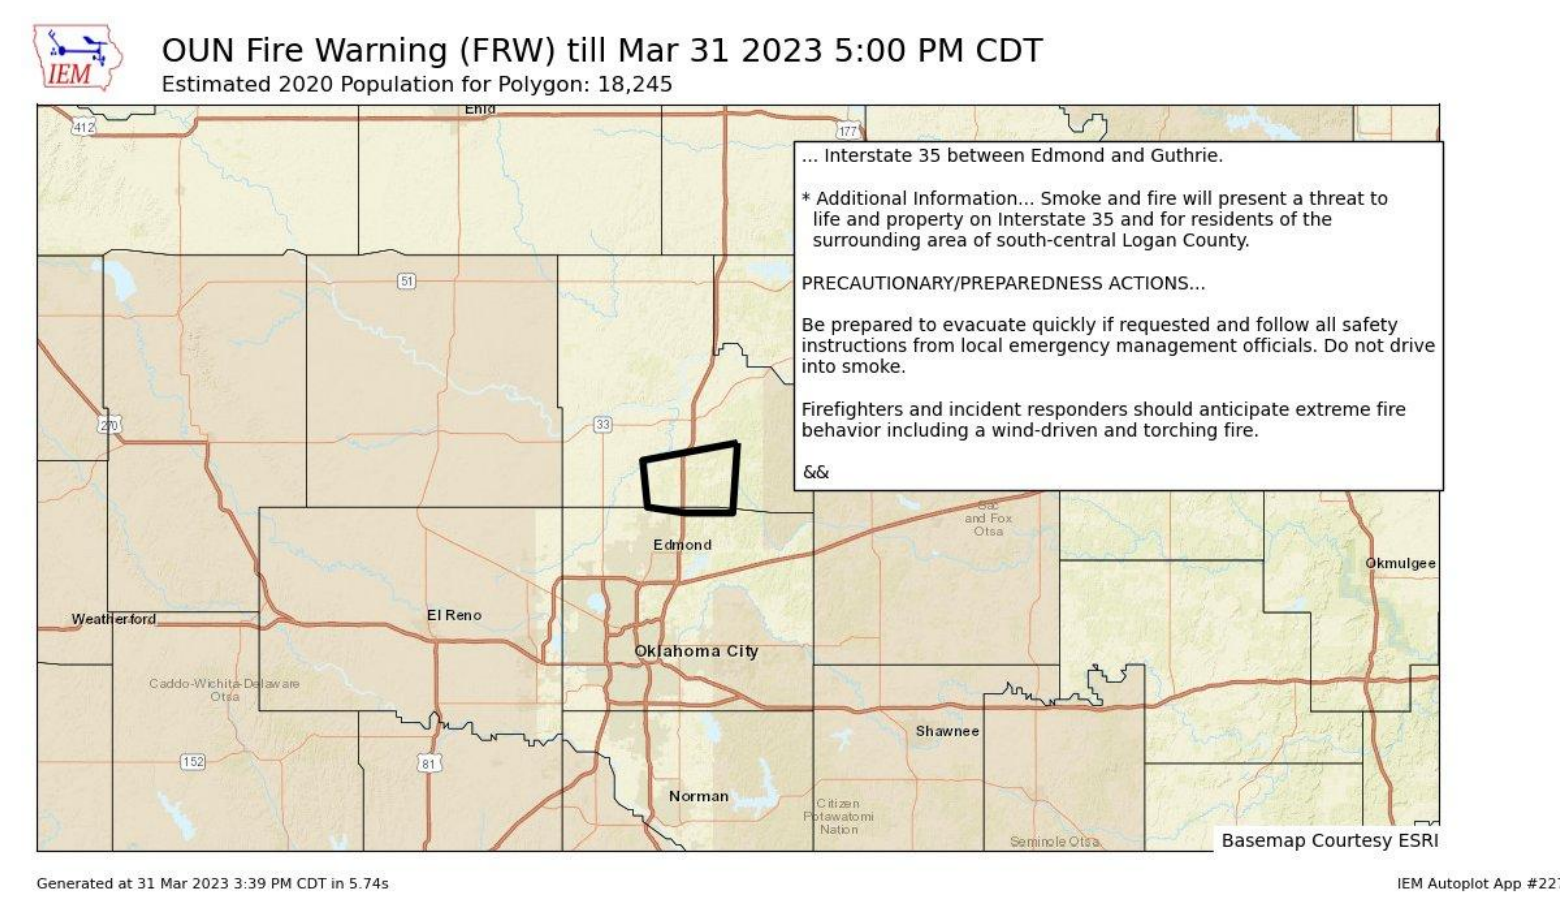 IEM
OUN Fire Warning (FRW) till Mar 31 2023 5:00 PM CDT
Estimated 2020 Population for Polygon: 18,245
412
Enid
177
... Interstate 35 between Edmond and Guthrie.
* Additional Information... Smoke and fire will present a threat to
life and property on Interstate 35 and for residents of the
surrounding area of south-central Logan County.
PRECAUTIONARY/PREPAREDNESS ACTIONS...
Be prepared to evacuate quickly if requested and follow all safety
instructions from local emergency management officials. Do not drive
into smoke.
Firefighters and incident responders should anticipate extreme fire
behavior including a wind-driven and torching fire.
&&
51
270
33
Sac
and Fox
Otsa
Edmond
Okmulgee
Weatherford
El Reno
Oklahoma City
Caddo-Wichita-Delaware
Otsa
Shawnee
152
81
Norman
Citizen
Potawatomi
Nation
Seminole Otsa
Basemap Courtesy ESRI
Generated at 31 Mar 2023 3:39 PM CDT in 5.74s
IEM Autoplot App #227